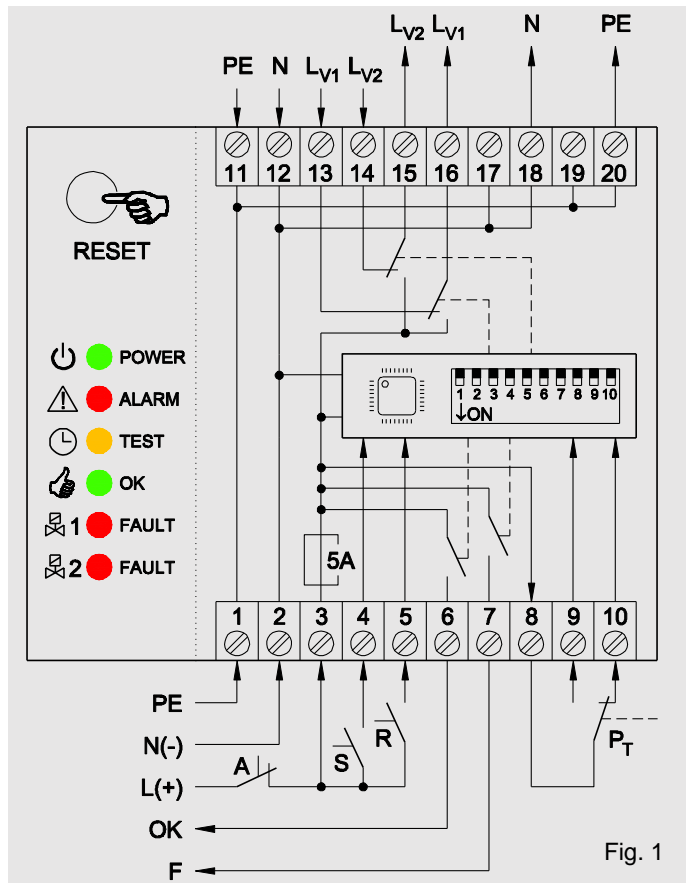 LV2 LV1 N PE
PE N LV1 LV2
11 12 13 14 15 16 17 18 19 20
RESET
POWER
ALARM
TEST
OK
1 FAULT
2 FAULT
1 2 3 4 5 6 7 8 9 10
↓ON
5A
1 2 3 4 5 6 7 8 9 10
PE
N(-)
L(+)
A
S
R
PT
OK
F
Fig. 1